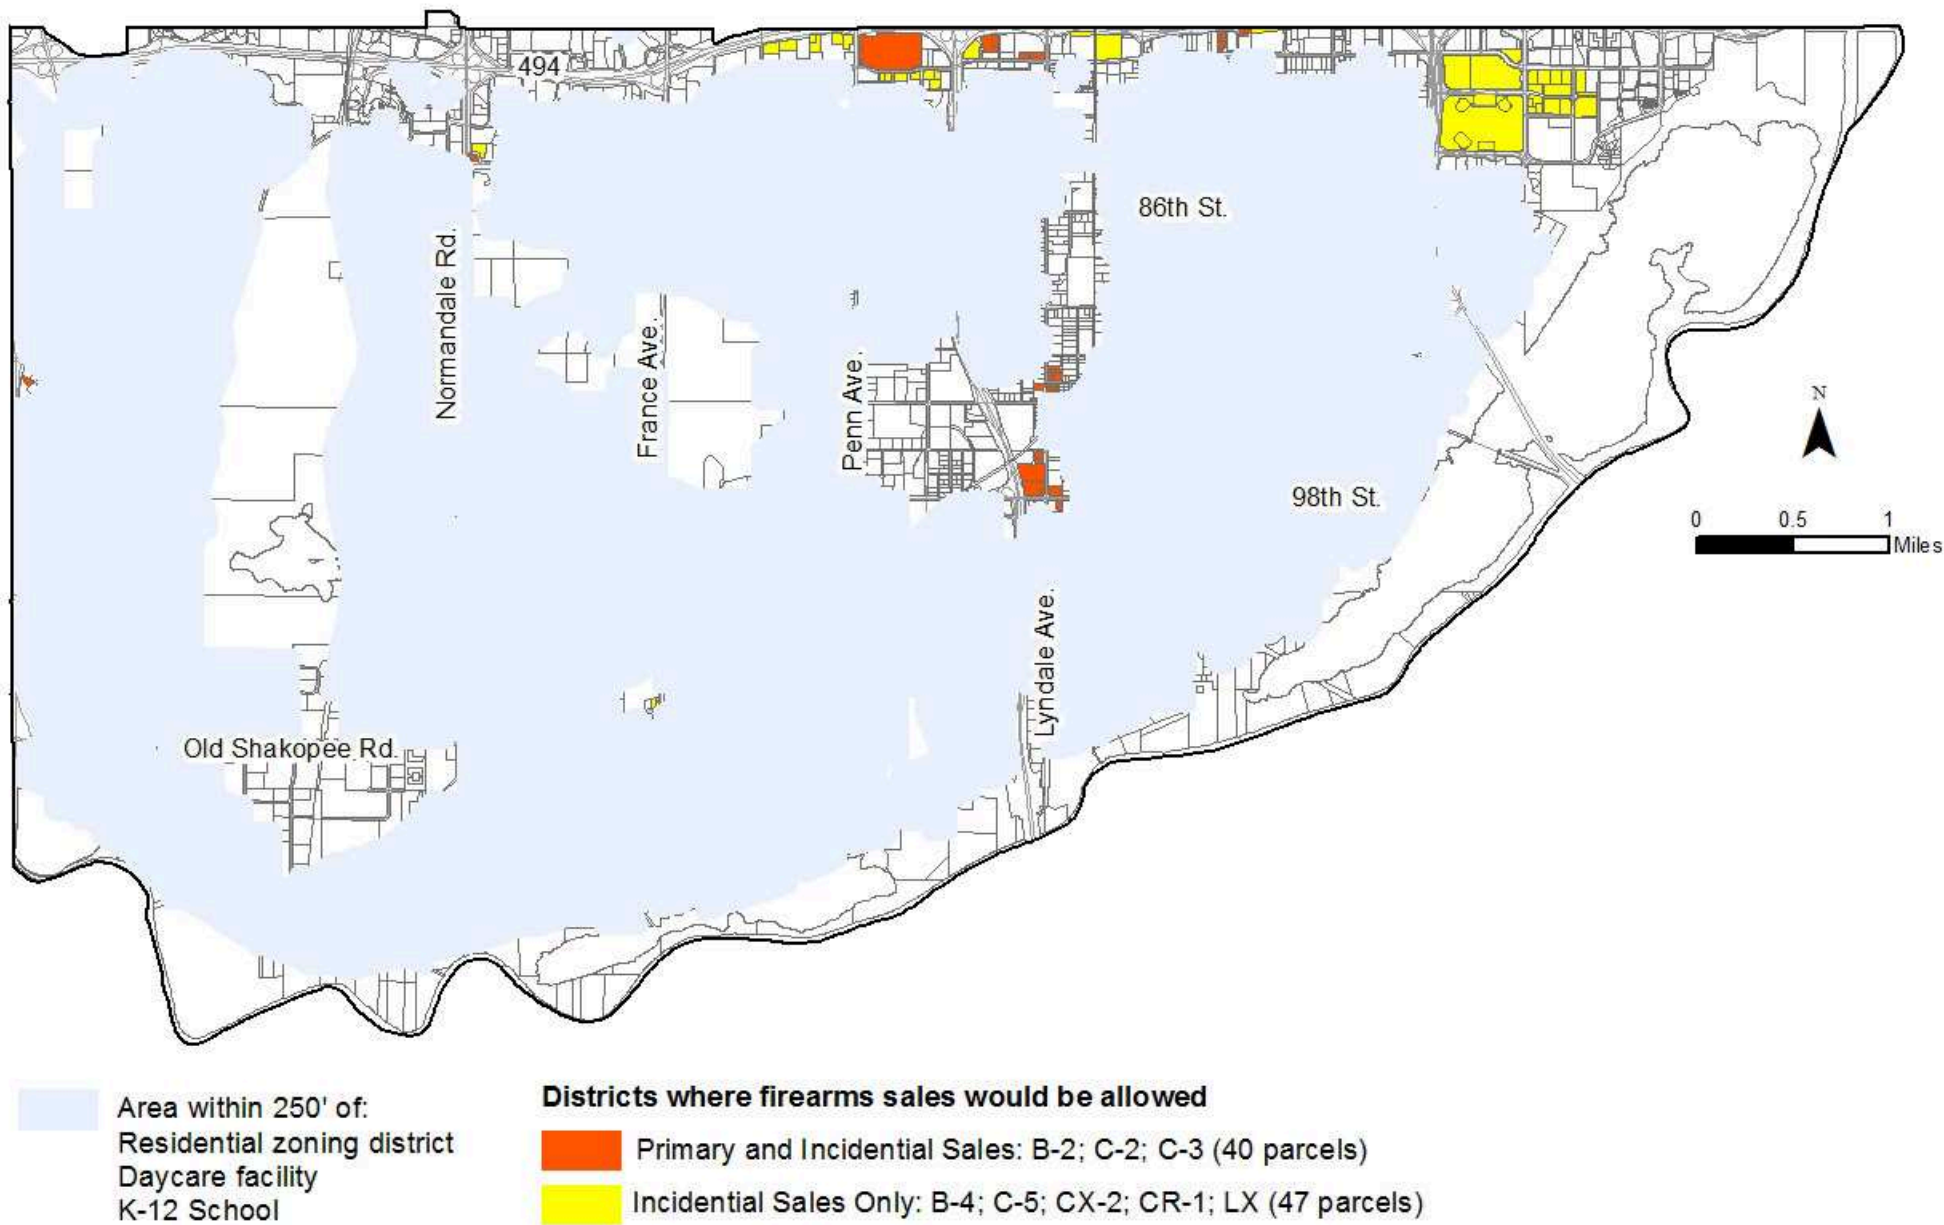 494
86th St.
Normandale Rd.
France Ave.
Penn Ave.
N
98th St.
0 0.5 1
Miles
Lyndale Ave.
Old Shakopee Rd.
Area within 250' of:
Residential zoning district
Daycare facility
K-12 School
Districts where firearms sales would be allowed
Primary and Incidental Sales: B-2; C-2; C-3 (40 parcels)
Incidental Sales Only: B-4; C-5; CX-2; CR-1; LX (47 parcels)